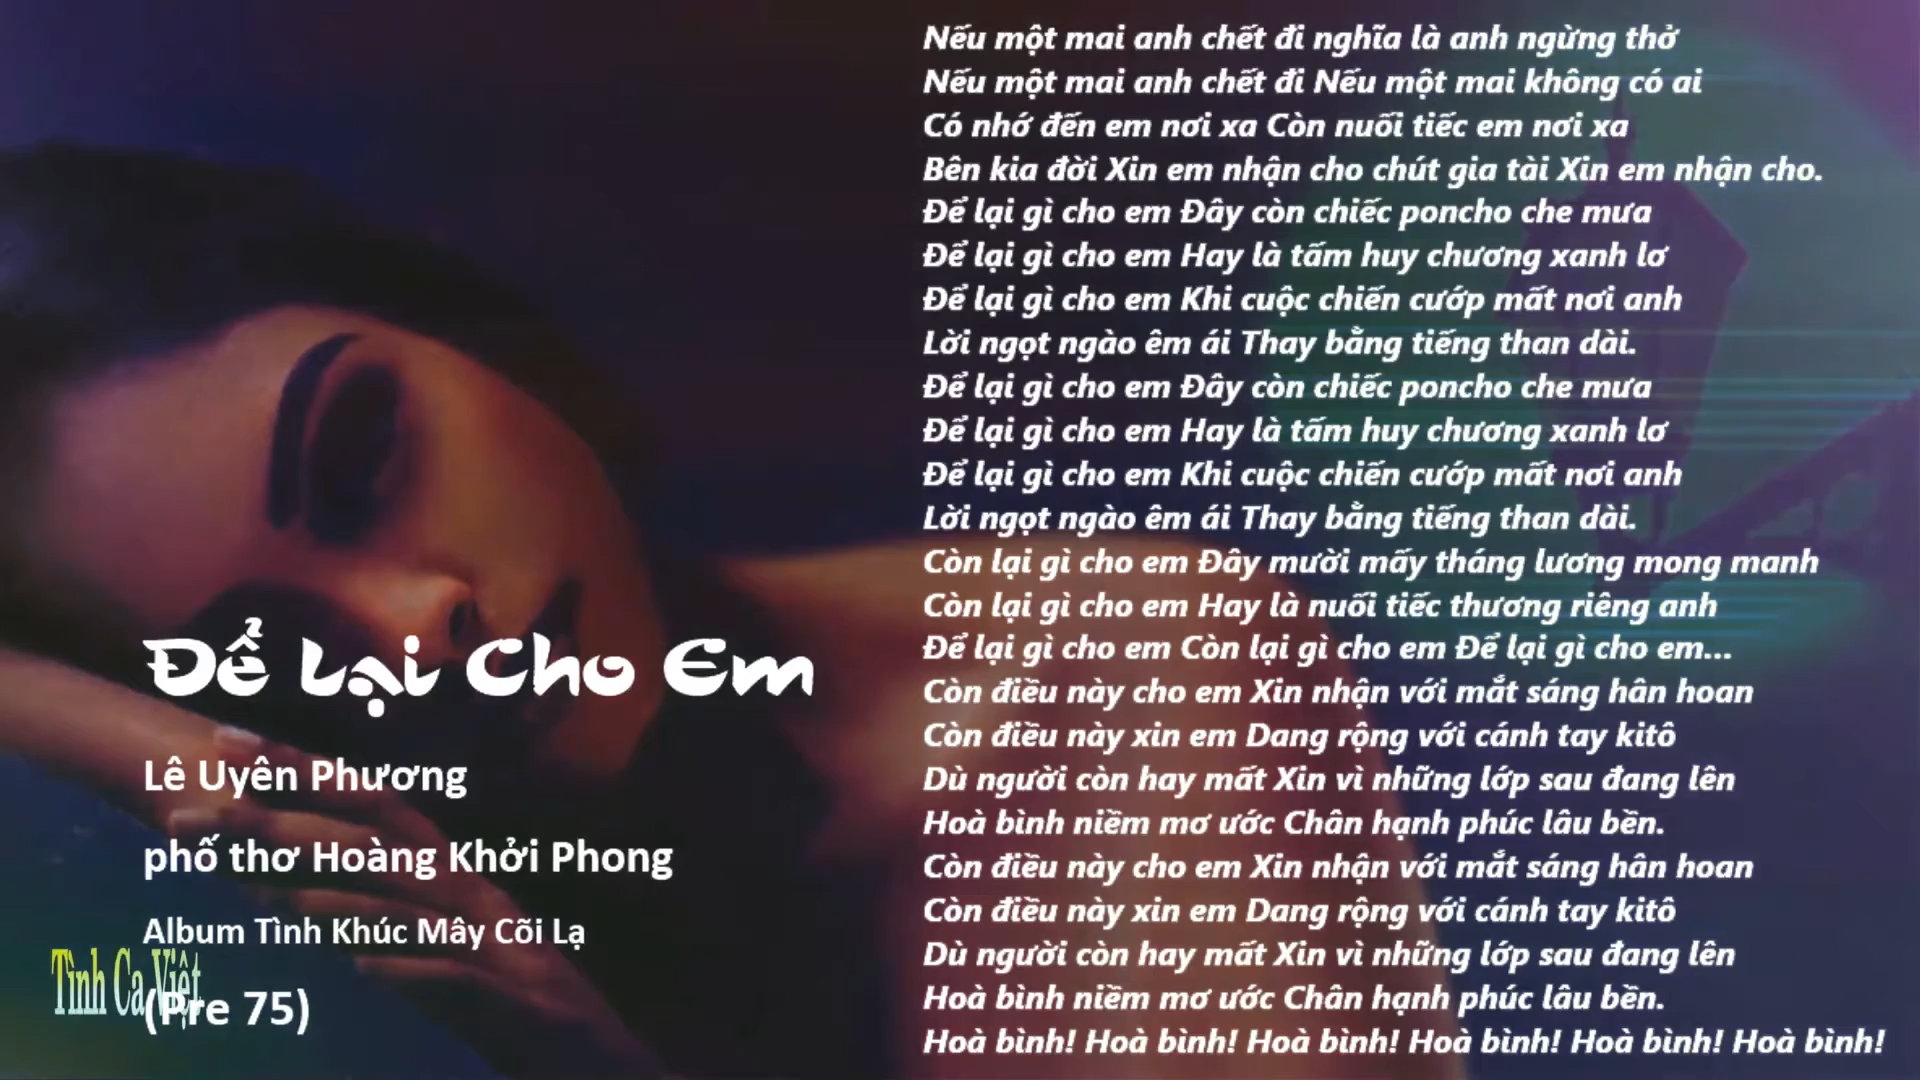 Nếu một mai anh chết đi nghĩa là anh ngừng thở
Nếu một mai anh chết đi Nếu một mai không có ai
Có nhớ đến em nơi xa Còn nuối tiếc em nơi xa
Bên kia đời Xin em nhận cho chút gia tài Xin em nhận cho.
Để lại gì cho em Đây còn chiếc poncho che mưa
Để lại gì cho em Hay là tấm huy chương xanh lơ
Để lại gì cho em Khi cuộc chiến cướp mất nơi anh
Lời ngọt ngào êm ái Thay bằng tiếng than dài.
Để lại gì cho em Đây còn chiếc poncho che mưa
Để lại gì cho em Hay là tấm huy chương xanh lơ
Để lại gì cho em Khi cuộc chiến cướp mất nơi anh
Lời ngọt ngào êm ái Thay bằng tiếng than dài.
Còn lại gì cho em Đây mười mấy tháng lương mong manh
Còn lại gì cho em Hay là nuối tiếc thương riêng anh
Để lại gì cho em Còn lại gì cho em Để lại gì cho em...
Còn điều này cho em Xin nhận với mắt sáng hân hoan
Còn điều này xin em Dang rộng với cánh tay kitô
Dù người còn hay mất Xin vì những lớp sau đang lên
Hoà bình niềm mơ ước Chân hạnh phúc lâu bền.
Còn điều này cho em Xin nhận với mắt sáng hân hoan
Còn điều này xin em Dang rộng với cánh tay kitô
Dù người còn hay mất Xin vì những lớp sau đang lên
Hoà bình niềm mơ ước Chân hạnh phúc lâu bền.
Hoà bình! Hoà bình! Hoà bình! Hoà bình! Hoà bình! Hoà bình!
Để Lại Cho Em
Lê Uyên Phương
phổ thơ Hoàng Khởi Phong
Album Tình Khúc Mây Cõi Lạ
(Pre 75)
Tình Ca Việt